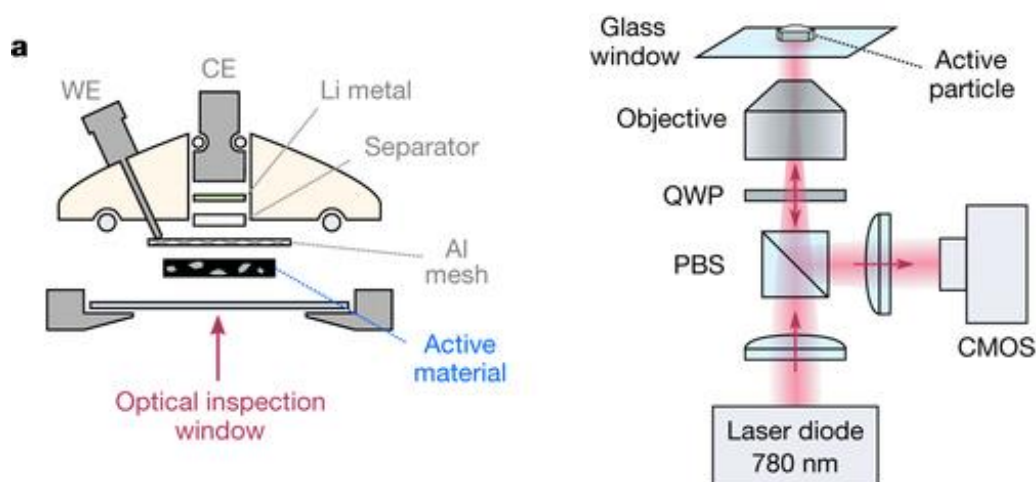 a
WE
CE
Li metal
Separator
Al
mesh
Active
material
Optical inspection
window
Glass
window
Active
particle
Objective
QWP
PBS
CMOS
Laser diode
780 nm